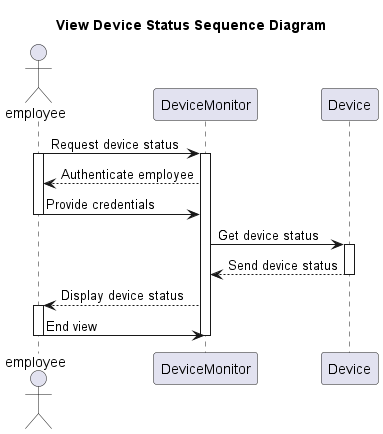 View Device Status Sequence Diagram
employee
DeviceMonitor
Device
Request device status
Authenticate employee
Provide credentials
Get device status
Send device status
Display device status
End view
employee
DeviceMonitor
Device